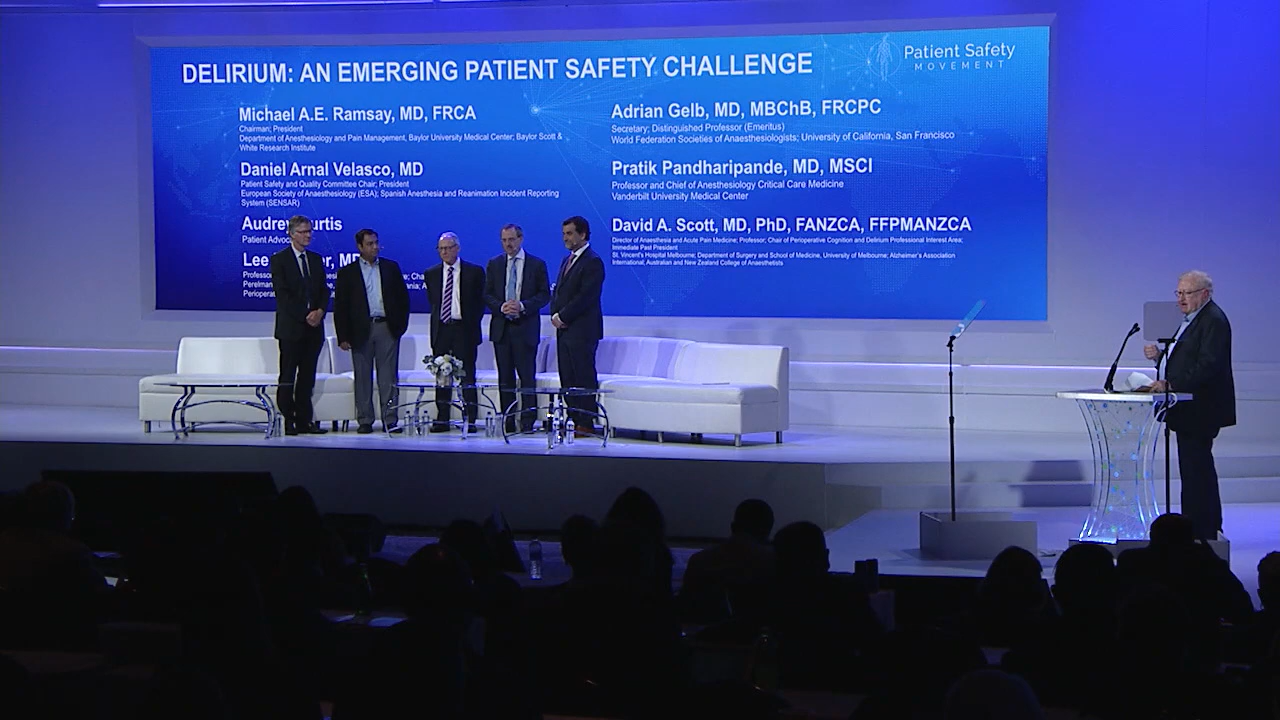 DELIRIUM: AN EMERGING PATIENT SAFETY CHALLENGE
Patient Safety
MOVEMENT
Michael A.E. Ramsay, MD, FRCA
Chairman; President
Department of Anesthesiology and Pain Management, Baylor University Medical Center; Baylor Scott &
White Research Institute
Daniel Arnal Velasco, MD
Patient Safety and Quality Committee Chair; President
European Society of Anaesthesiology (ESA); Spanish Anesthesia and Reanimation Incident Reporting
System (SENSAR)
Audrey
Patient
Lee
Adrian Gelb, MD, MBChB, FRCPC
Secretary; Distinguished Professor (Emeritus)
World Federation Societies of Anaesthesiologists; University of California, San Francisco
Pratik Pandharipande, MD, MSCI
Professor and Chief of Anesthesiology Critical Care Medicine
Vanderbilt University Medical Center
David A. Scott, MD, PhD, FANZCA, FFPMANZCA
Director of Anaesthesia and Acute Pain Medicine; Professor; Chair of Perioperative Cognition and Delirium Professional Interest Area;
Immediate Past President
St. Vincent's Hospital Melbourne; Department of Surgery and School of Medicine, University of Melbourne; Alzheimer's Association
International, Australian and New Zealand College of Anaesthetists